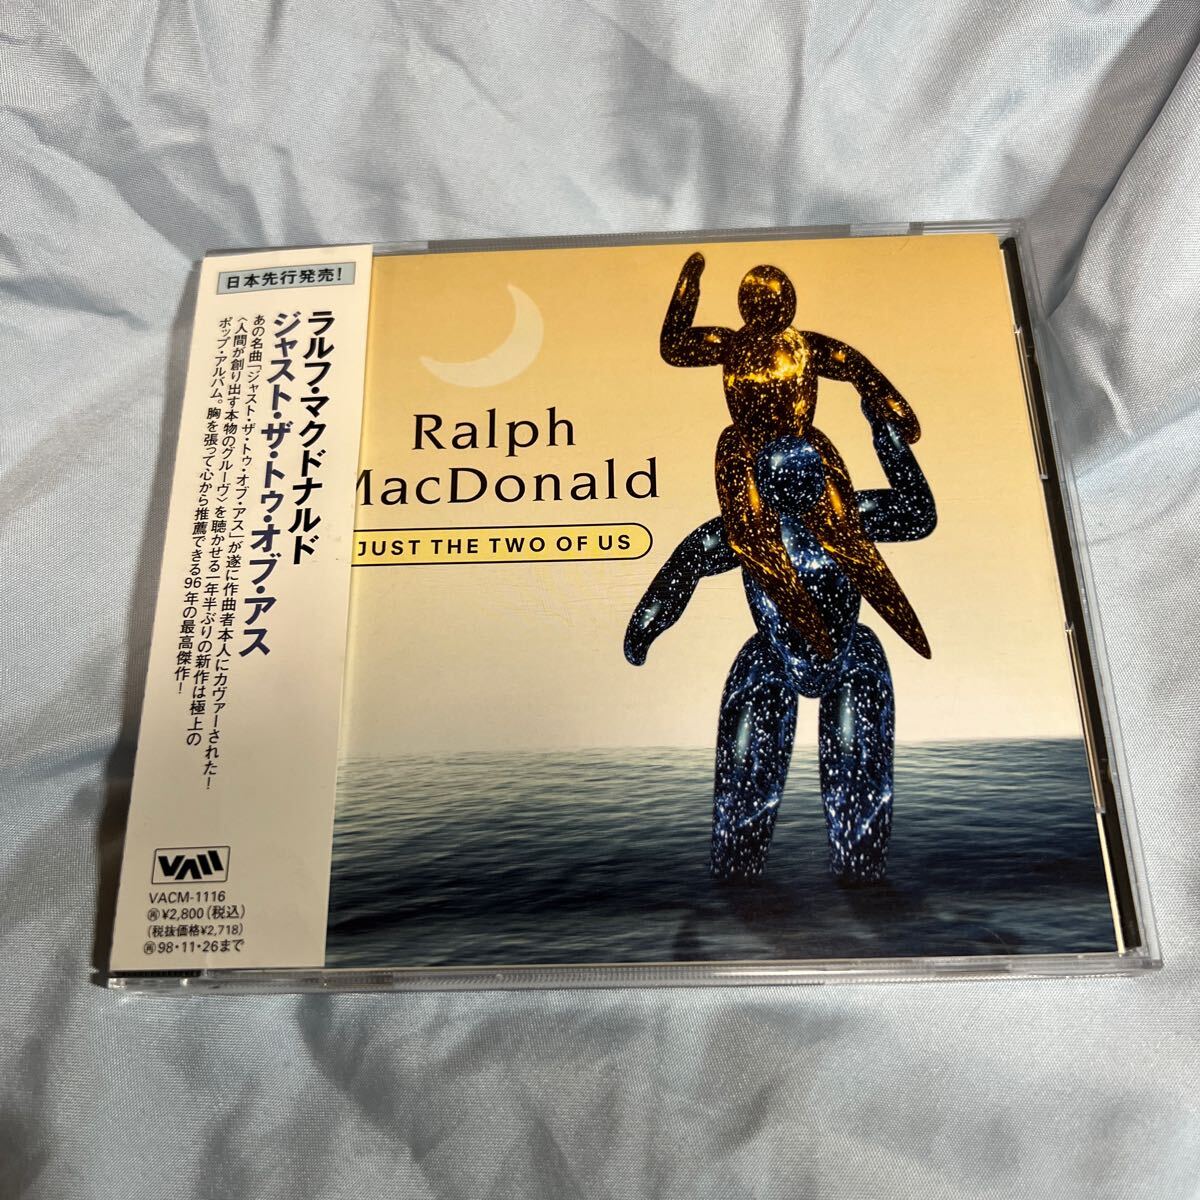 日本先行発売!
ラルフ・マクドナルド
ジャスト・ザ・トゥ・オブ・アス
あの名曲「ジャスト・ザ・トゥ・オブ・アス」が遂に作曲者本人にカヴァーされた!
〈人間が創り出す本物のグルーヴ〉を聴かせる一年半ぶりの新作は極上の
ポップ・アルバム。胸を張って心から推薦できる96年の最高傑作!
VACM-1116
再¥2,800(税込)
(税抜価格¥2,718)
再98・11・26まで
Ralph
MacDonald
JUST THE TWO OF US